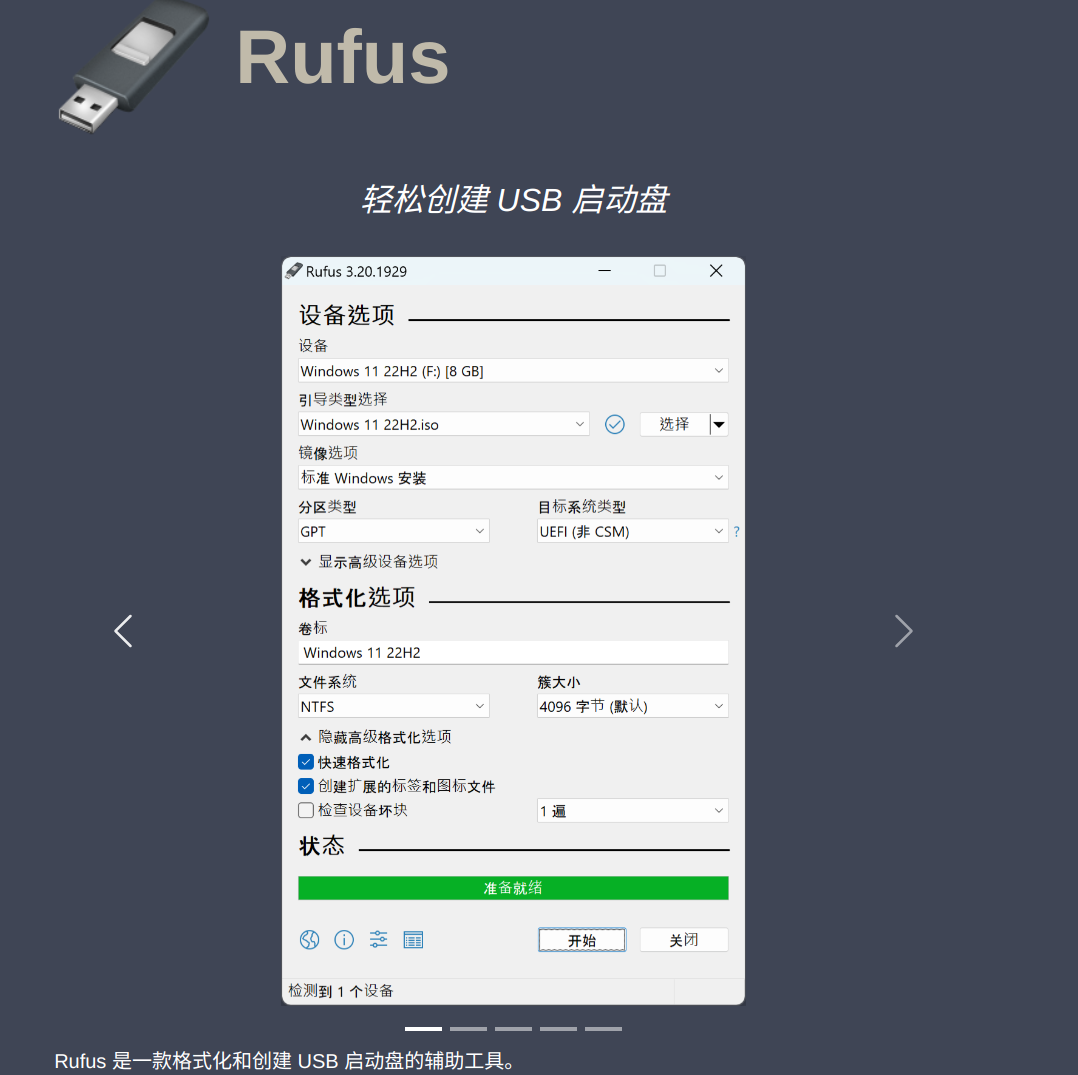 Rufus
轻松创建 USB 启动盘
Rufus 3.20.1929
设备选项
设备
Windows 11 22H2 (F:) [8 GB]
引导类型选择
Windows 11 22H2.iso
选择
镜像选项
标准 Windows 安装
分区类型 目标系统类型
GPT UEFI (非 CSM) ?
显示高级设备选项
格式化选项
卷标
Windows 11 22H2
文件系统 簇大小
NTFS 4096 字节 (默认)
隐藏高级格式化选项
快速格式化
创建扩展的标签和图标文件
检查设备坏块 1 遍
状态
准备就绪
开始 关闭
检测到 1 个设备
Rufus 是一款格式化和创建 USB 启动盘的辅助工具。